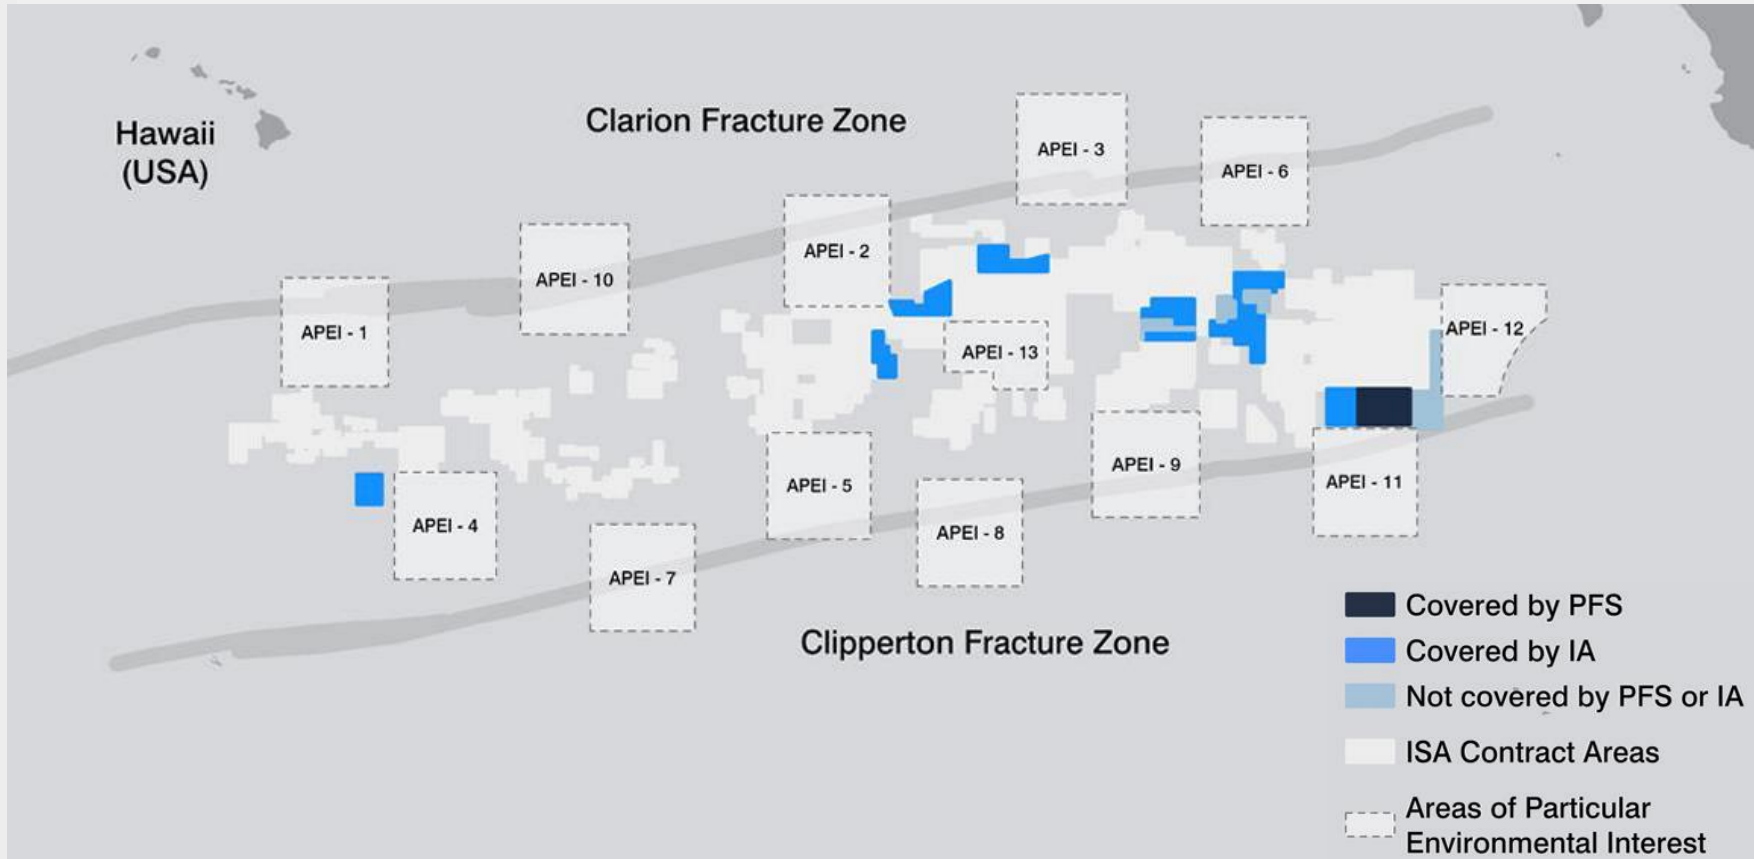 Hawaii
(USA)
Clarion Fracture Zone
APEI - 3
APEI - 6
APEI - 2
APEI - 10
APEI - 1
APEI - 12
APEI - 13
APEI - 9
APEI - 11
APEI - 5
APEI - 4
APEI - 8
APEI - 7
Clipperton Fracture Zone
Covered by PFS
Covered by IA
Not covered by PFS or IA
ISA Contract Areas
Areas of Particular
Environmental Interest